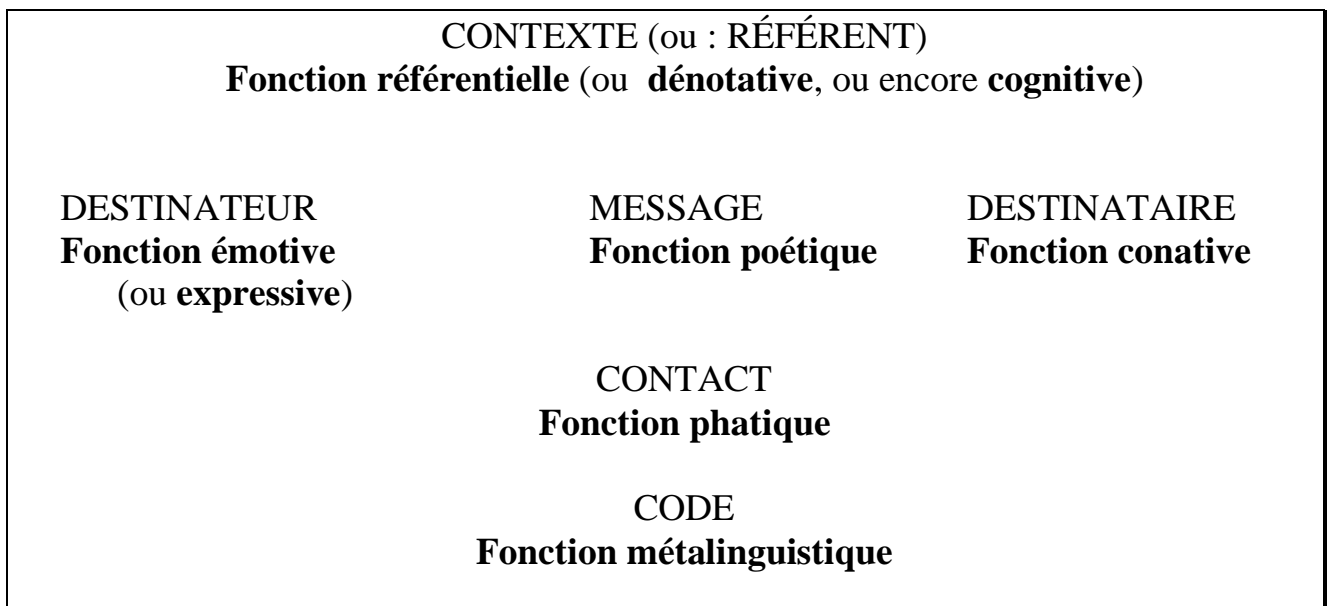 CONTEXTE (ou : RÉFÉRENT)
Fonction référentielle (ou dénotative, ou encore cognitive)
DESTINATEUR MESSAGE DESTINATAIRE
Fonction émotive Fonction poétique Fonction conative
(ou expressive)
CONTACT
Fonction phatique
CODE
Fonction métalinguistique